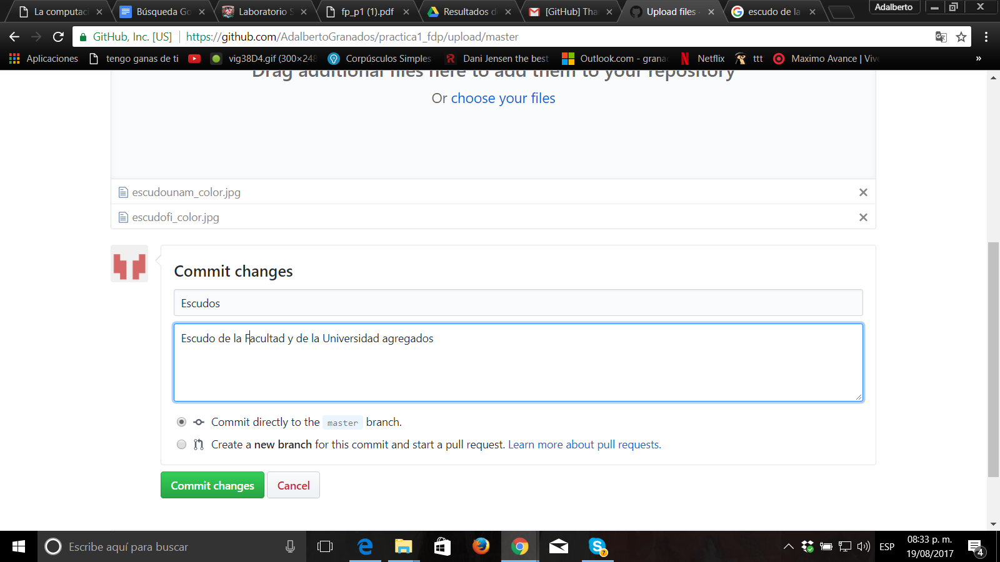 La computac
Búsqueda Go
Laboratorio S
fp_p1 (1).pdf
Resultados d
[GitHub] Tha
Upload files
escudo de la
Adalberto
GitHub, Inc. [US]
https://github.com/AdalbertoGranados/practica1_fdp/upload/master
Aplicaciones
tengo ganas de ti
vig38D4.gif (300×248
Corpúsculos Simples
Dani Jensen the best
Outlook.com - grana
Netflix
ttt
Maximo Avance | Vive
»
Drag additional files here to add them to your repository
Or choose your files
escudounam_color.jpg
escudofi_color.jpg
Commit changes
Escudos
Escudo de la Facultad y de la Universidad agregados
Commit directly to the master branch.
Create a new branch for this commit and start a pull request. Learn more about pull requests.
Commit changes
Cancel
Escribe aquí para buscar
7
ESP
08:33 p. m.
19/08/2017
4